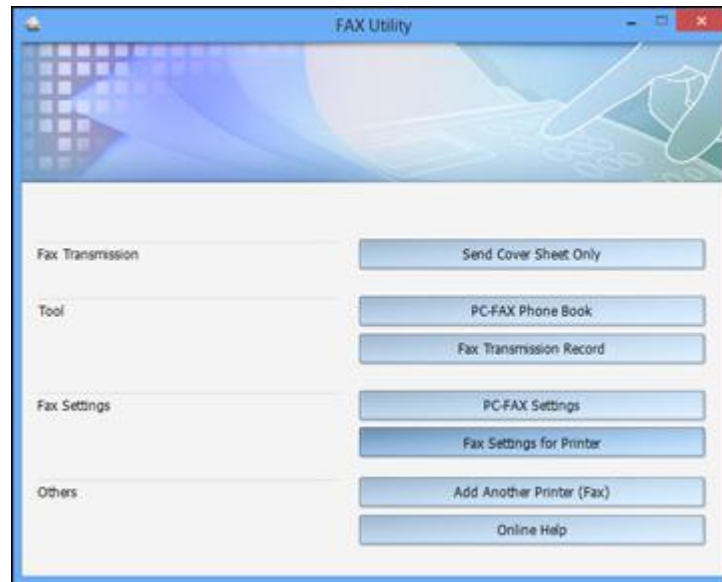 FAX Utility
Fax Transmission
Send Cover Sheet Only
Tool
PC-FAX Phone Book
Fax Transmission Record
Fax Settings
PC-FAX Settings
Fax Settings for Printer
Others
Add Another Printer (Fax)
Online Help